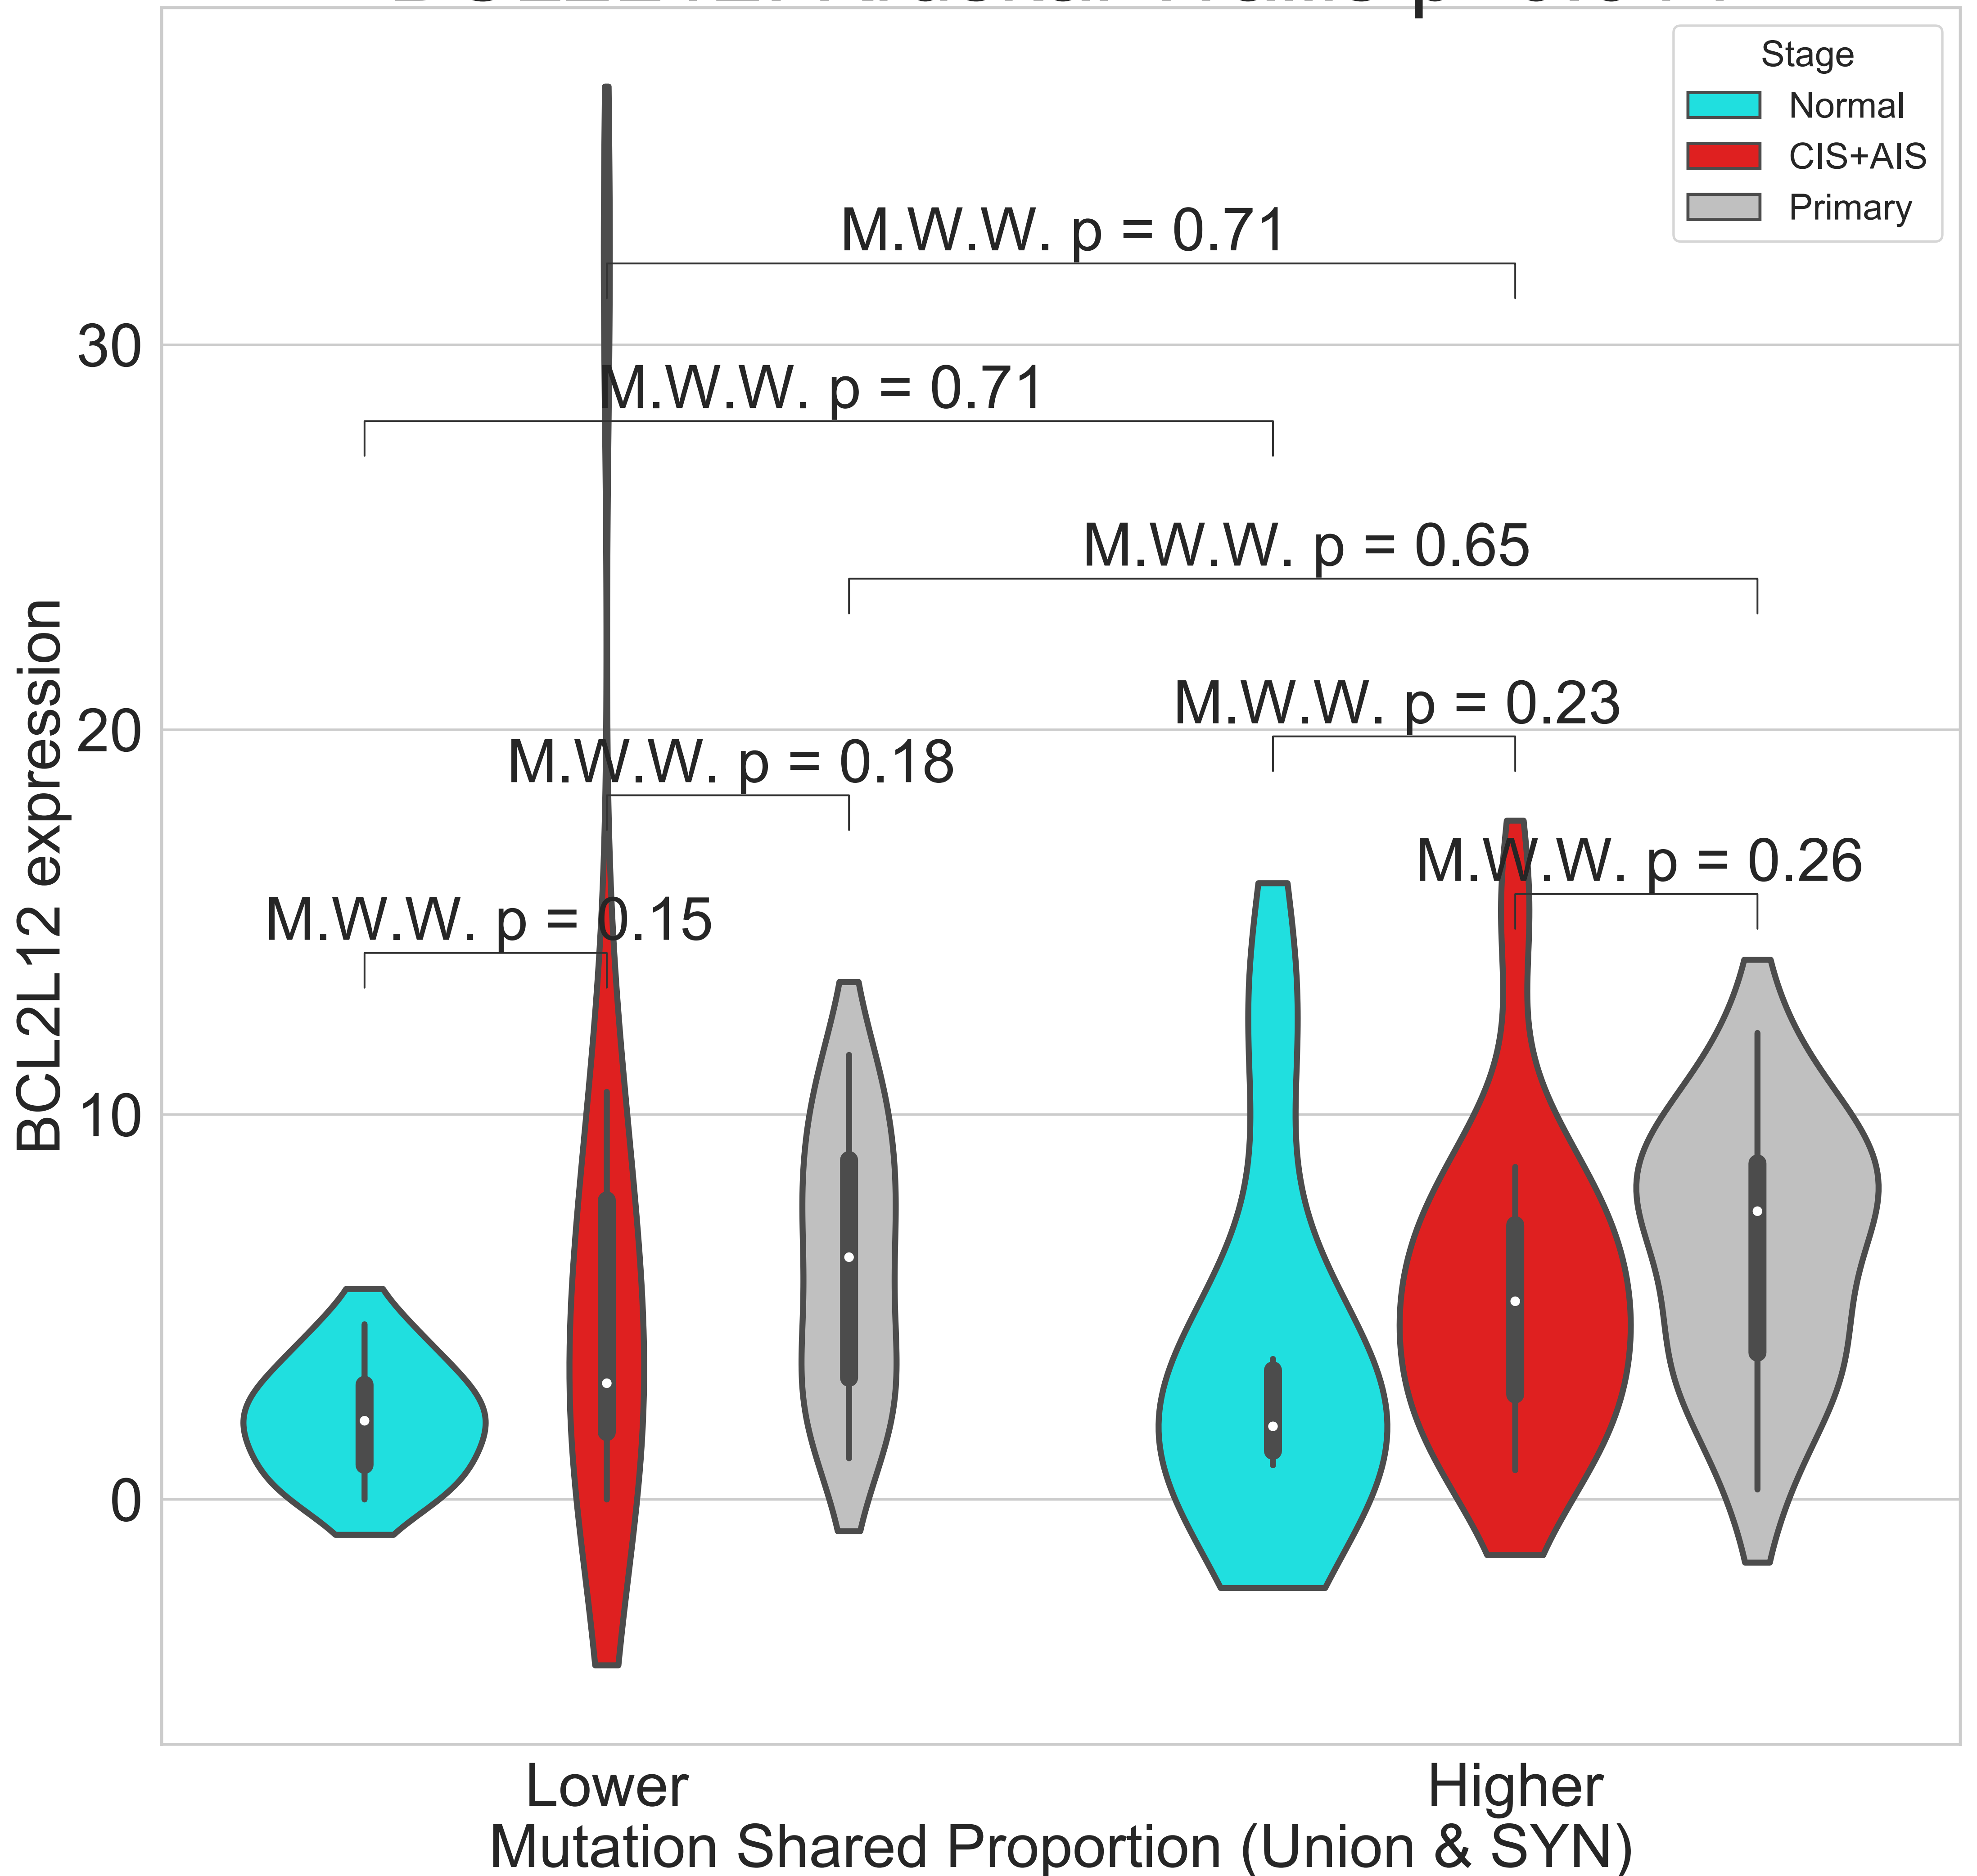 Stage
Normal
CIS+AIS
Primary
M.W.W. p = 0.71
30
M.W.W. p = 0.71
M.W.W. p = 0.65
M.W.W. p = 0.23
20
M.W.W. p = 0.18
M.W.W. p = 0.26
M.W.W. p = 0.15
BCL2L12 expression
10
0
Lower
Higher
Mutation Shared Proportion (Union & SYN)